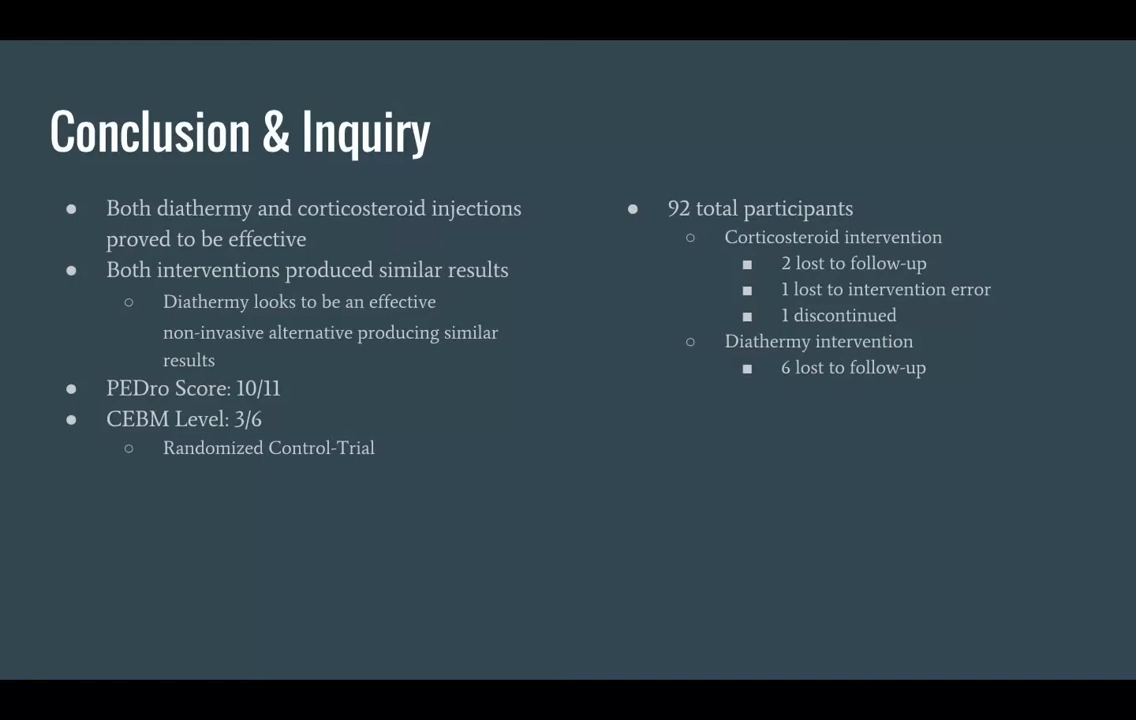 Conclusion & Inquiry
● Both diathermy and corticosteroid injections
proved to be effective
● Both interventions produced similar results
○ Diathermy looks to be an effective
non-invasive alternative producing similar
results
● PEDro Score: 10/11
● CEBM Level: 3/6
○ Randomized Control-Trial
● 92 total participants
○ Corticosteroid intervention
■ 2 lost to follow-up
■ 1 lost to intervention error
■ 1 discontinued
○ Diathermy intervention
■ 6 lost to follow-up